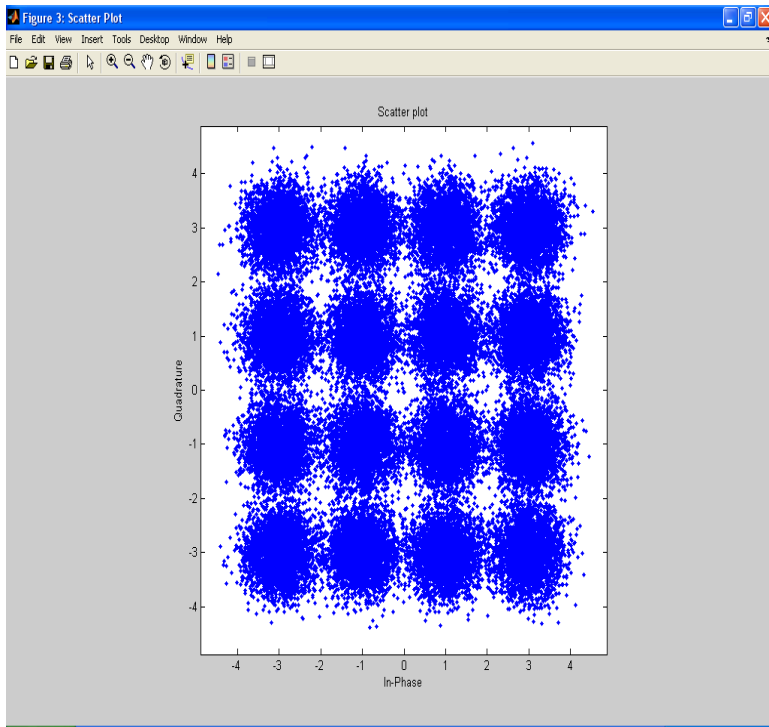 Figure 3: Scatter Plot
File Edit View Insert Tools Desktop Window Help
Scatter plot
4
3
2
1
0
-1
-2
-3
-4
Quadrature
-4 -3 -2 -1 0 1 2 3 4
In-Phase